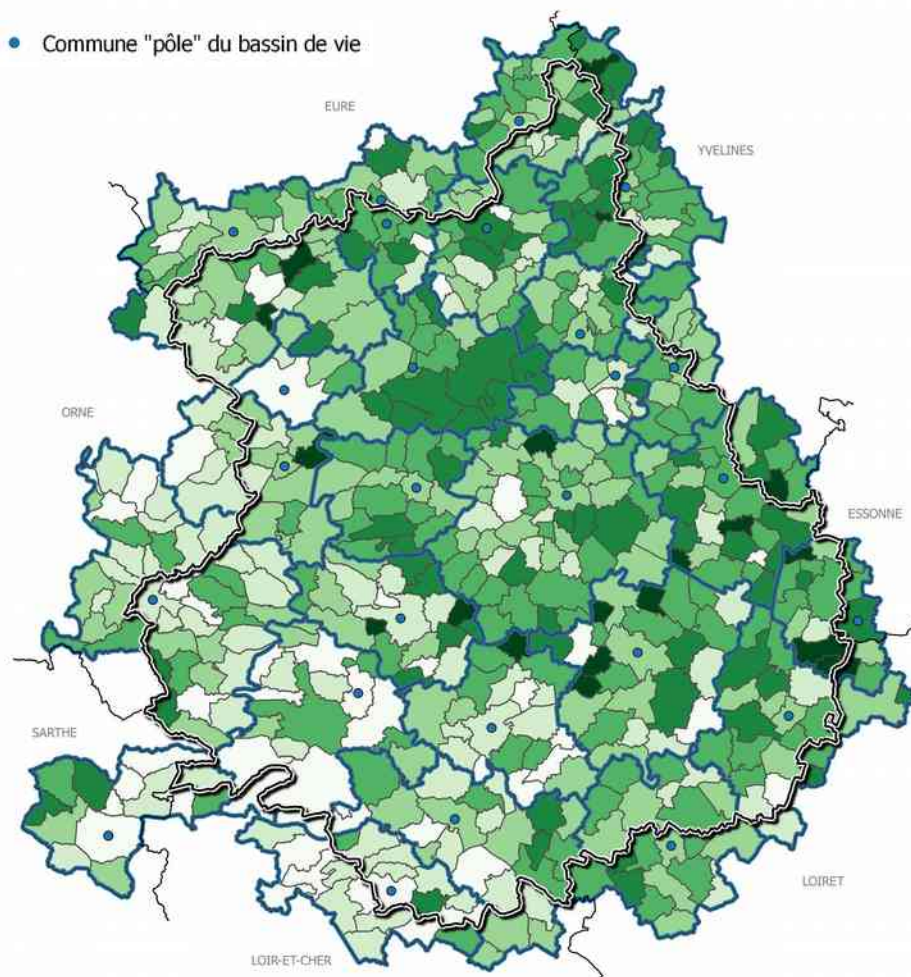 Commune "pôle" du bassin de vie
EURE
YVELINES
ORNE
ESSONNE
SARTHE
LOIRET
LOIR-ET-CHER